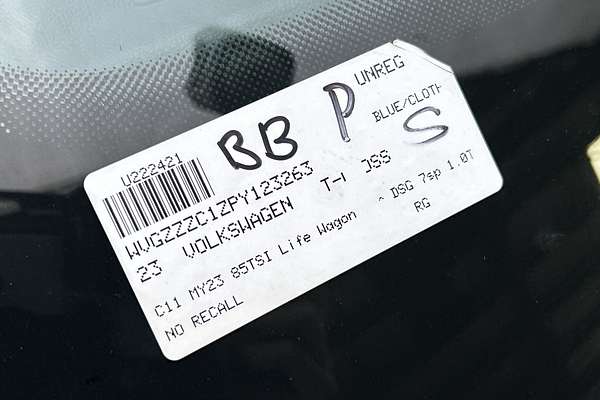 UNREG
BLUE/CLOTH
BB P S
U222421
WVGZZZC1ZPY123263
23 VOLKSWAGEN
C11 MY23 85TSI Life Wagon ^ DSG 7sp 1.0T
NO RECALL RG